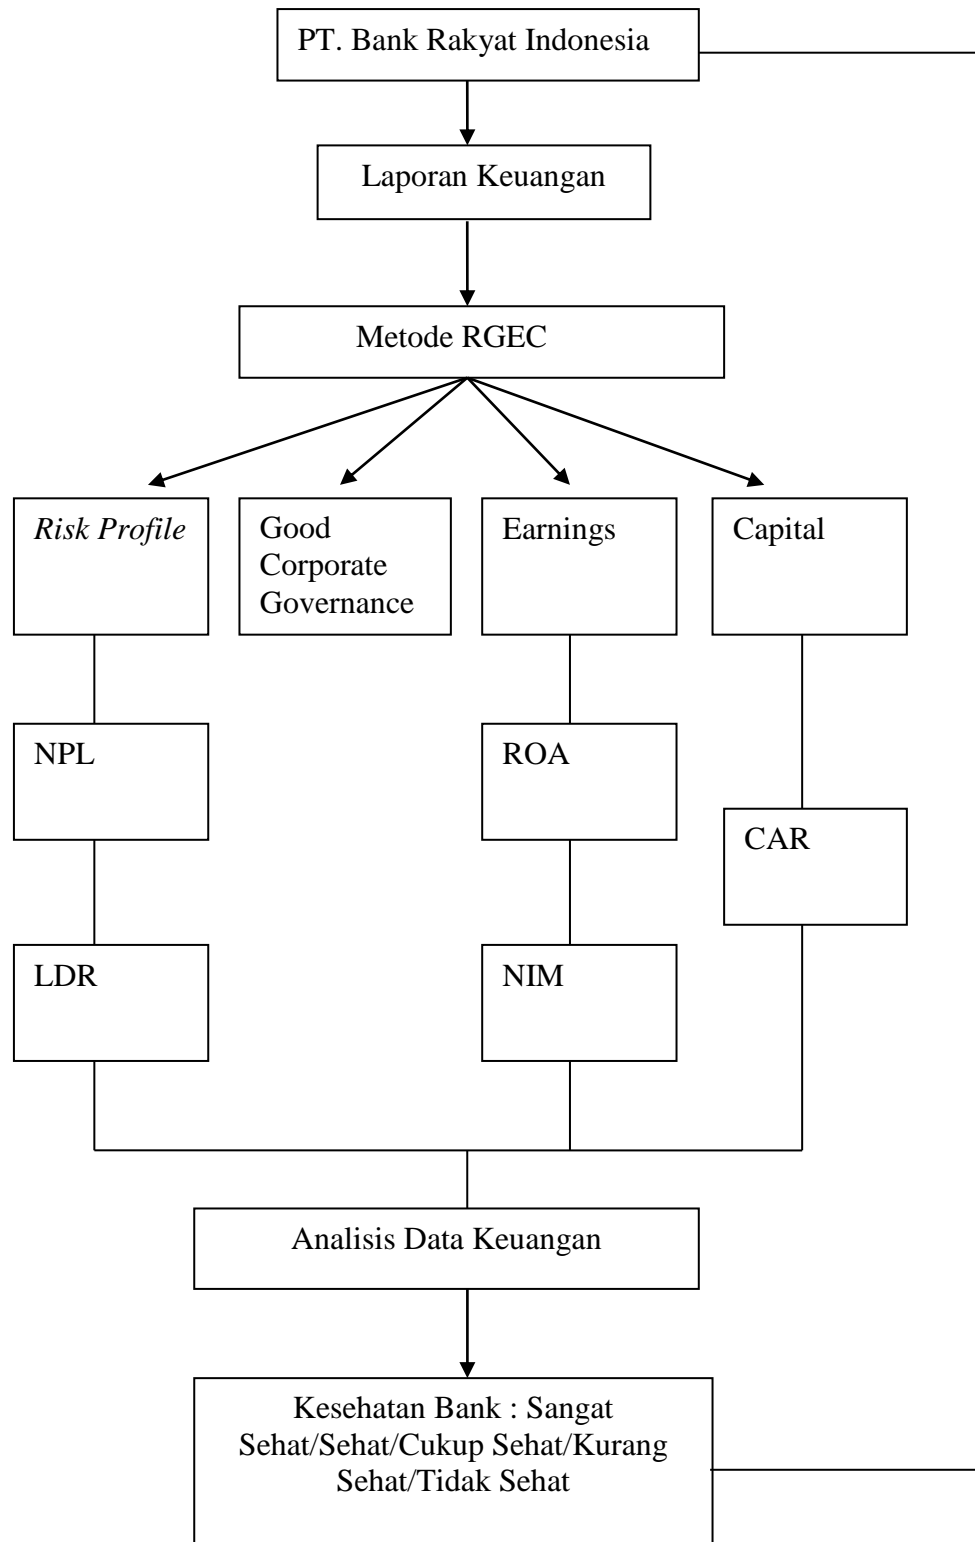 PT. Bank Rakyat Indonesia
Laporan Keuangan
Metode RGEC
Risk Profile
Good
Corporate
Governance
Earnings
Capital
NPL
ROA
CAR
LDR
NIM
Analisis Data Keuangan
Kesehatan Bank : Sangat
Sehat/Sehat/Cukup Sehat/Kurang
Sehat/Tidak Sehat